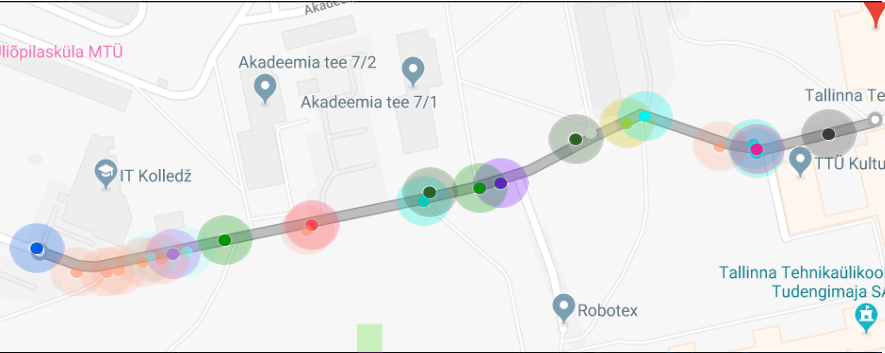 Akadee
Üliõpilasküla MTÜ
Akadeemia tee 7/2
Akadeemia tee 7/1
Tallinna Te
IT Kolledž
TTÜ Kultu
Tallinna Tehnikaülikool
Tudengimaja SA
Robotex